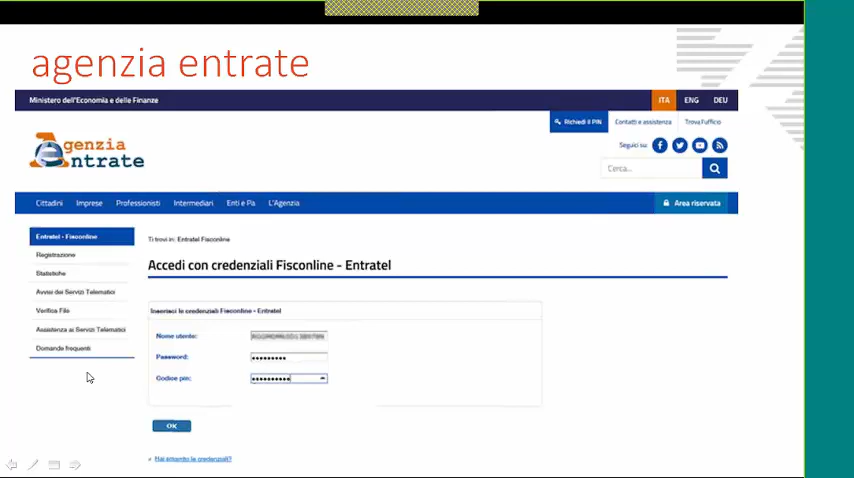 agenzia entrate
Ministero dell'Economia e delle Finanze
ITA ENG DEU
Richiedi il PIN Contatti e assistenza Trova l'ufficio
Seguici su:
Agenzia
Entrate
Cerca...
Cittadini Imprese Professionisti Intermediari Enti e Pa L'Agenzia Area riservata
Entratel - Fisconline
Ti trovi in: Entratel Fisconline
Registrazione
Accedi con credenziali Fisconline - Entratel
Statistiche
Avvisi dei Servizi Telematici
Verifica File
Inserisci le credenziali Fisconline - Entratel
Assistenza ai Servizi Telematici
Nome utente:
Domande frequenti
Password:
Codice pin:
OK
Hai smarrito le credenziali?